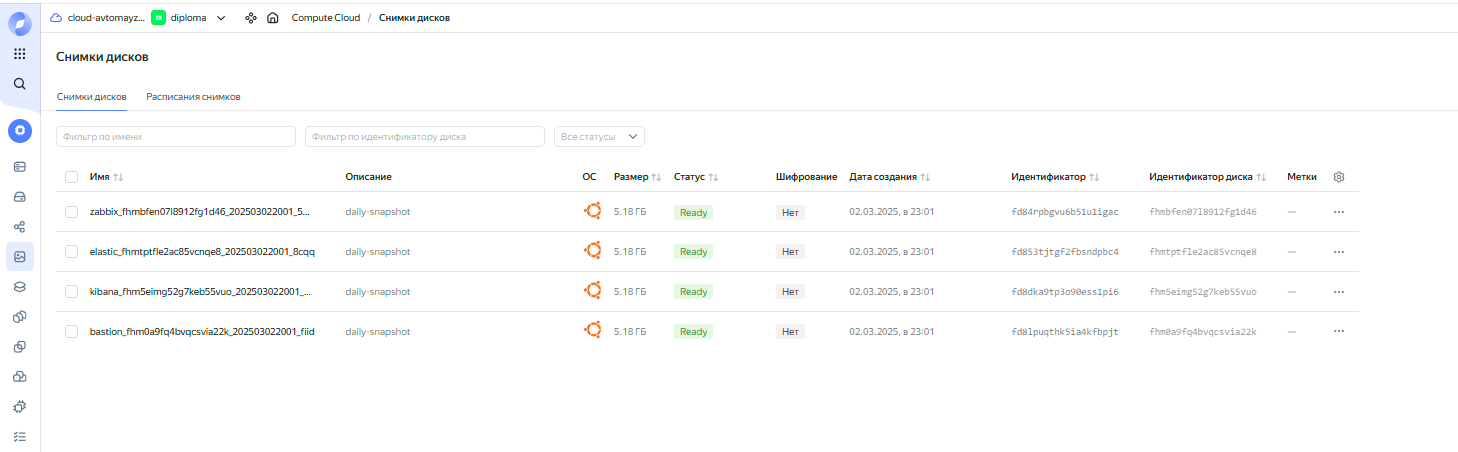 cloud-avtomayz... diploma Compute Cloud / Снимки дисков
Снимки дисков
Снимки дисков Расписания снимков
Фильтр по имени Фильтр по идентификатору диска Все статусы
Имя Описание ОС Размер Статус Шифрование Дата создания Идентификатор Идентификатор диска Метки
zabbix_fhmbfen07l8912fg1d46_202503022001_5... daily-snapshot 5.18 ГБ Ready Нет 02.03.2025, в 23:01 fd84rpbgvu6b51u1igac fhmbfen07l8912fg1d46 —
elastic_fhmtptfle2ac85vcnqe8_202503022001_8cqq daily-snapshot 5.18 ГБ Ready Нет 02.03.2025, в 23:01 fd853tjtgf2fbsndpbc4 fhmtptfle2ac85vcnqe8 —
kibana_fhm5eimg52g7keb55vuo_202503022001_... daily-snapshot 5.18 ГБ Ready Нет 02.03.2025, в 23:01 fd8dka9tp3o90ess1pi6 fhm5eimg52g7keb55vuo —
bastion_fhm0a9fq4bvqcsvia22k_202503022001_fiid daily-snapshot 5.18 ГБ Ready Нет 02.03.2025, в 23:01 fd8lpuqthk5ia4kfbpjt fhm0a9fq4bvqcsvia22k —